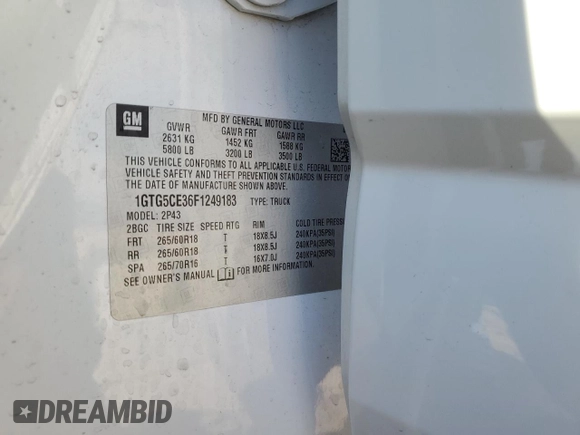 GM
MFD BY GENERAL MOTORS LLC
GVWR GAWR FRT GAWR RR
2631 KG 1452 KG 1588 KG
5800 LB 3200 LB 3500 LB
THIS VEHICLE CONFORMS TO ALL APPLICABLE U.S. FEDERAL MOTOR
VEHICLE SAFETY AND THEFT PREVENTION STANDARDS IN EFFECT ON
THE DATE OF MANUFACTURE SHOWN ABOVE.
1GTG5CE36F1249183 TYPE: TRUCK
MODEL: 2P43
2BGC TIRE SIZE SPEED RTG RIM COLD TIRE PRESSURE
FRT 265/60R18 T 18X8.5J 240KPA(35PSI)
RR 265/60R18 T 18X8.5J 240KPA(35PSI)
SPA 265/70R16 T 16X7.0J 240KPA(35PSI)
SEE OWNER'S MANUAL FOR MORE INFORMATION.
DREAMBID